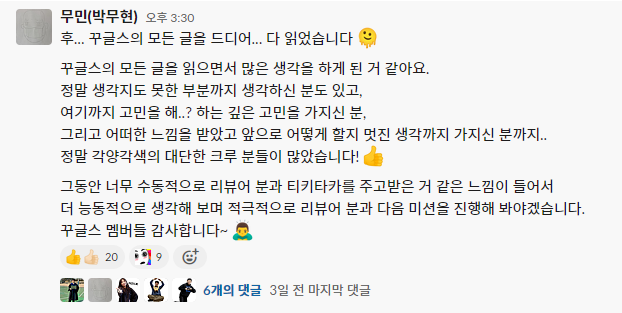 무민(박무현) 오후 3:30
후... 꾸글스의 모든 글을 드디어... 다 읽었습니다 🫠
꾸글스의 모든 글을 읽으면서 많은 생각을 하게 된 거 같아요.
정말 생각지도 못한 부분까지 생각하신 분도 있고,
여기까지 고민을 해..? 하는 깊은 고민을 가지신 분,
그리고 어떠한 느낌을 받았고 앞으로 어떻게 할지 멋진 생각까지 가지신 분까지..
정말 각양각색의 대단한 크루 분들이 많았습니다! 👍
그동안 너무 수동적으로 리뷰어 분과 티키타카를 주고받은 거 같은 느낌이 들어서
더 능동적으로 생각해 보며 적극적으로 리뷰어 분과 다음 미션을 진행해 봐야겠습니다.
꾸글스 멤버들 감사합니다~ 🙇‍♂️
20 9
6개의 댓글 3일 전 마지막 댓글